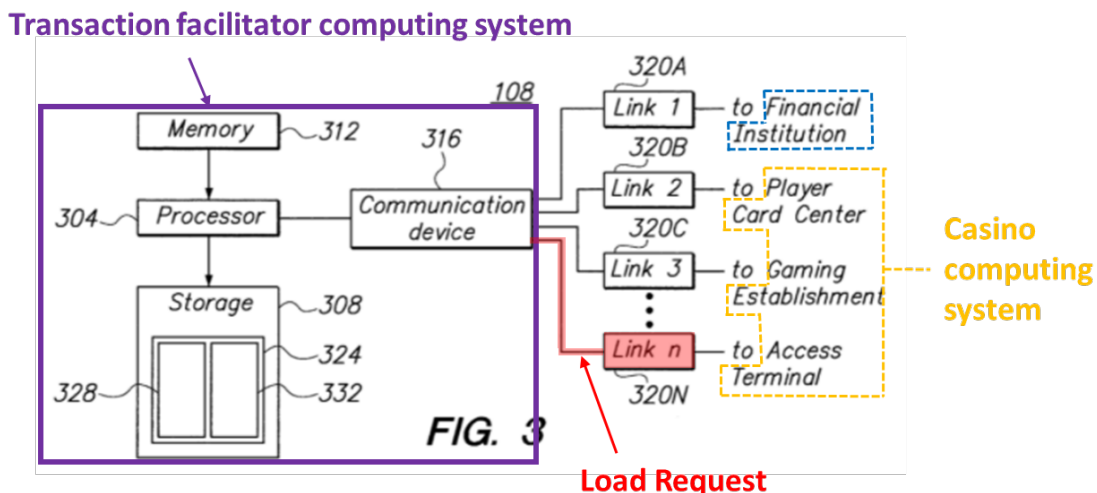 Transaction facilitator computing system
108
Memory
312
316
304
Processor
Communication
device
Storage
308
324
328
332
320A
Link 1
to Financial
Institution
320B
Link 2
to Player
Card Center
320C
Link 3
to Gaming
Establishment
Link n
to Access
Terminal
320N
Casino
computing
system
FIG. 3
Load Request